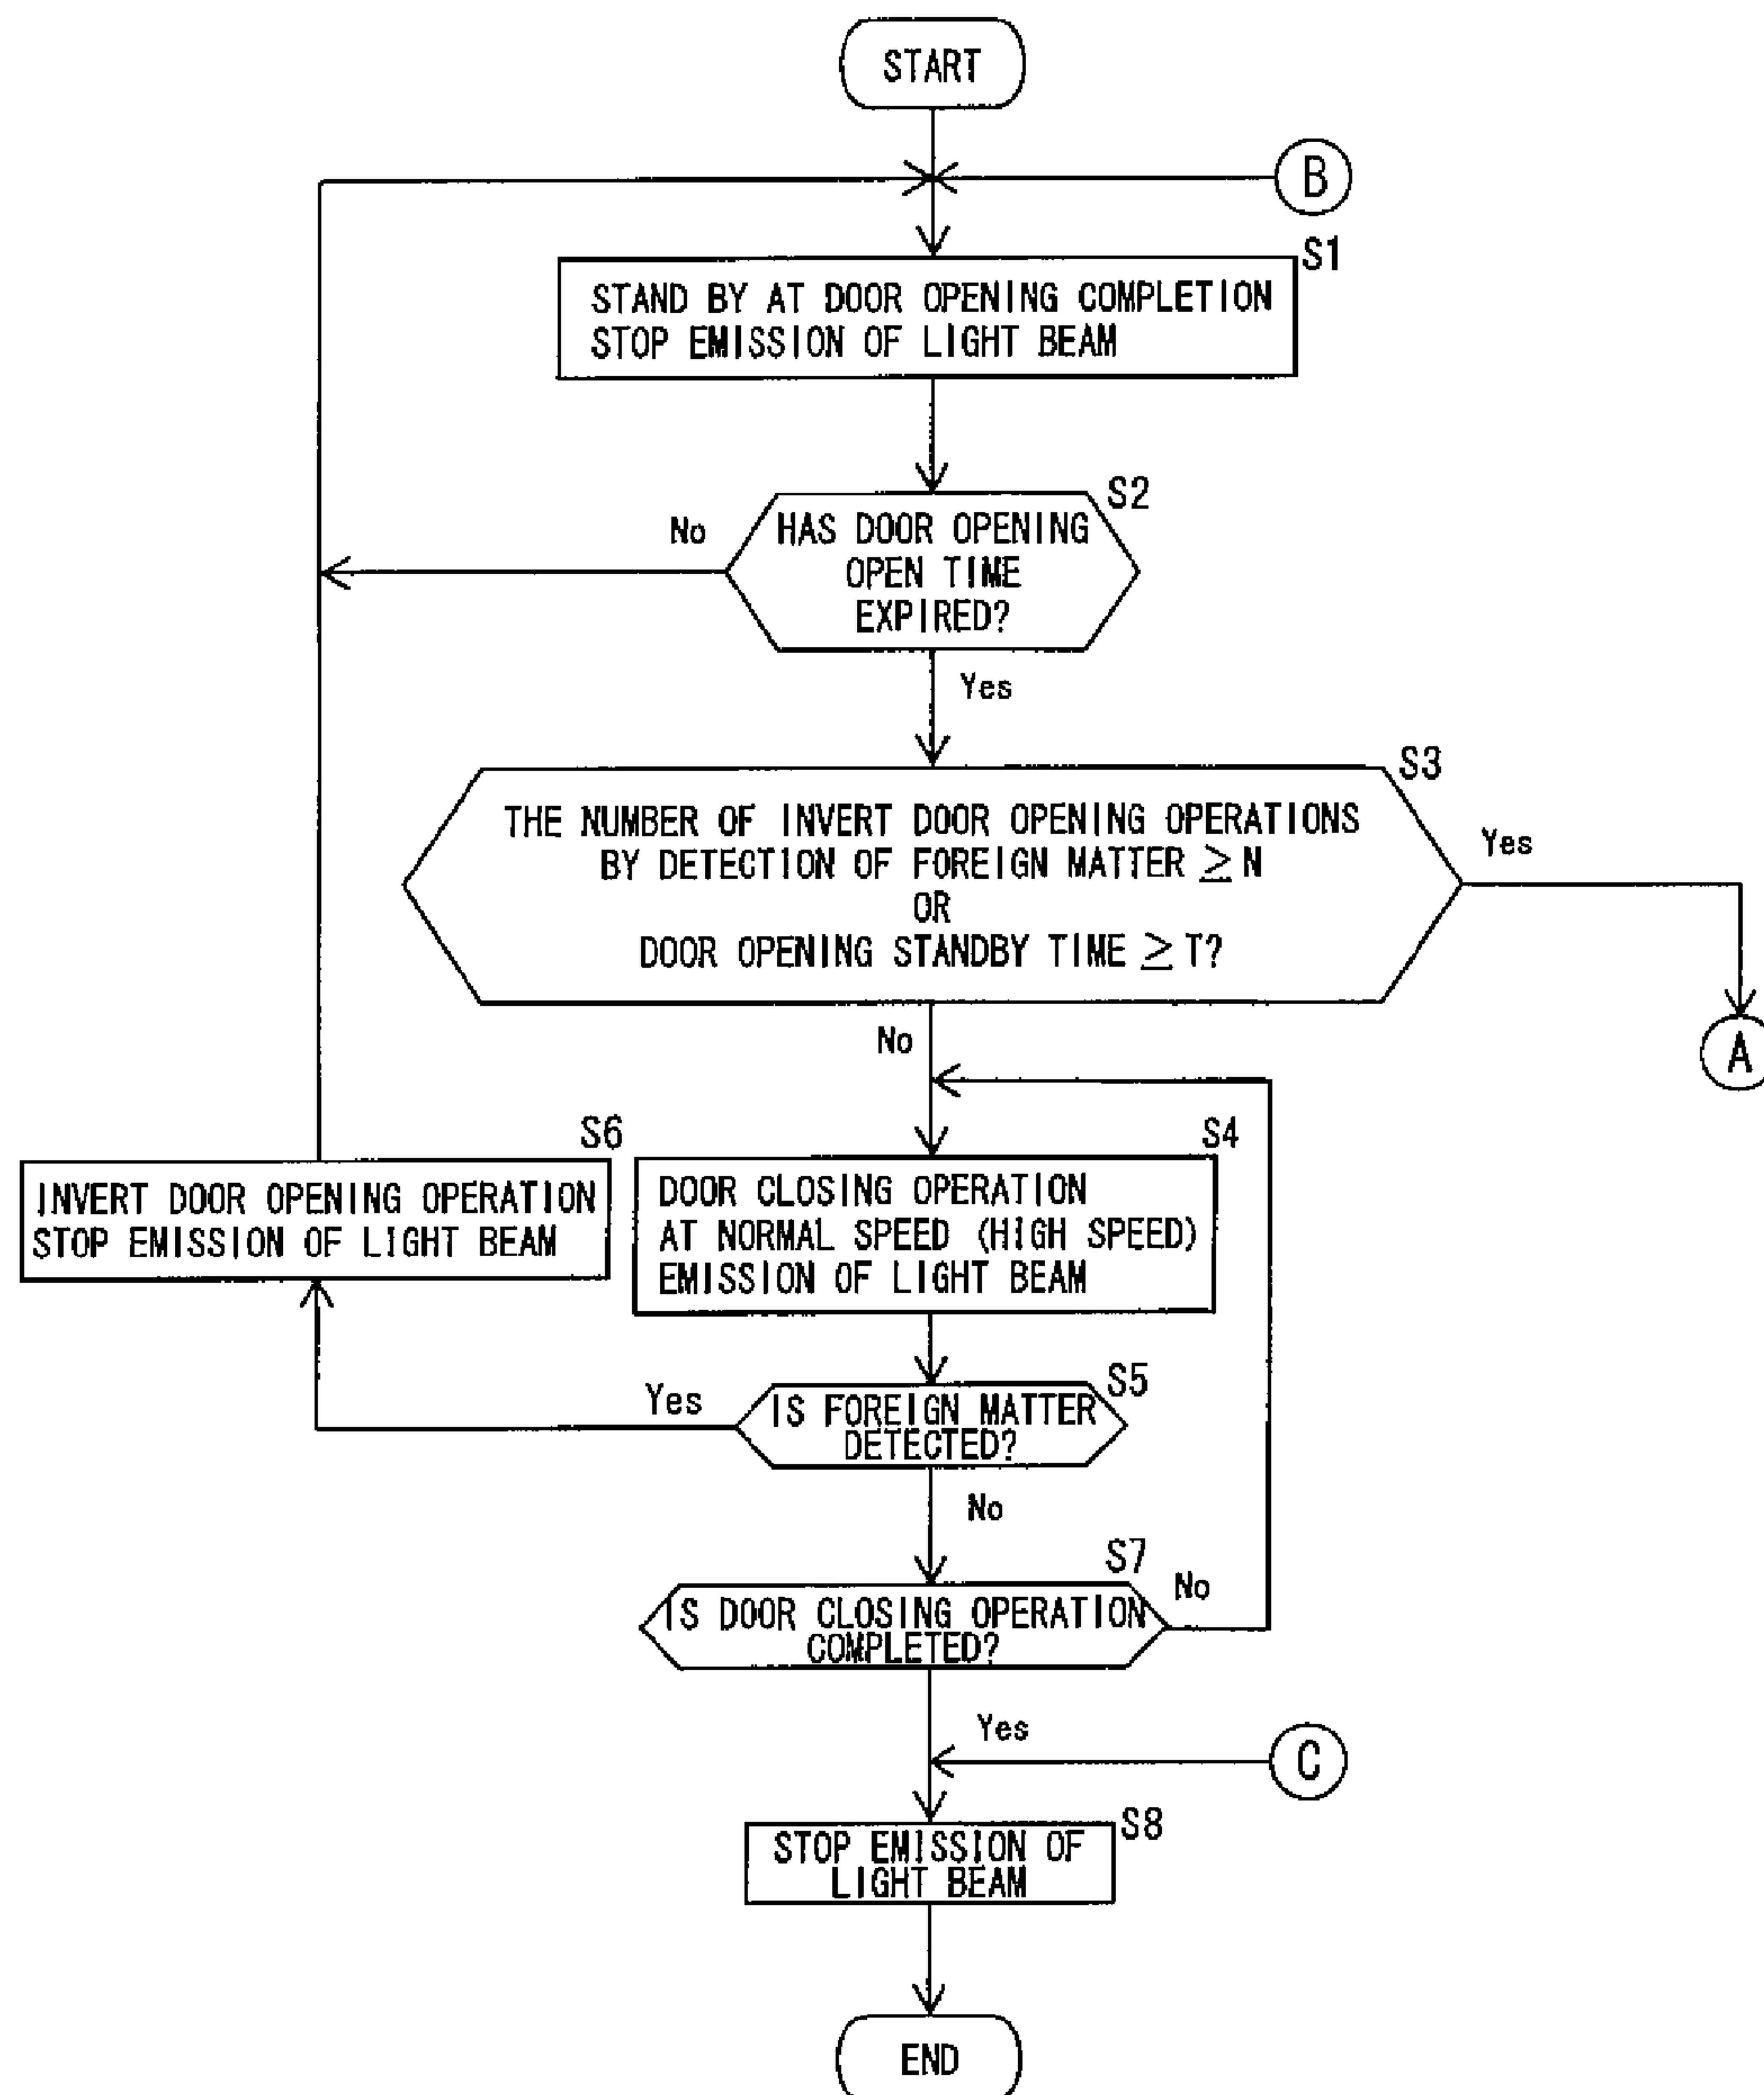 START
B
S1
STAND BY AT DOOR OPENING COMPLETION
STOP EMISSION OF LIGHT BEAM
S2
No
HAS DOOR OPENING
OPEN TIME
EXPIRED?
Yes
S3
THE NUMBER OF INVERT DOOR OPENING OPERATIONS
BY DETECTION OF FOREIGN MATTER ≥ N
OR
DOOR OPENING STANDBY TIME ≥ T?
Yes
A
No
S6
INVERT DOOR OPENING OPERATION
STOP EMISSION OF LIGHT BEAM
S4
DOOR CLOSING OPERATION
AT NORMAL SPEED (HIGH SPEED)
EMISSION OF LIGHT BEAM
S5
Yes
IS FOREIGN MATTER
DETECTED?
No
S7
IS DOOR CLOSING OPERATION
COMPLETED?
No
Yes
C
S8
STOP EMISSION OF
LIGHT BEAM
END